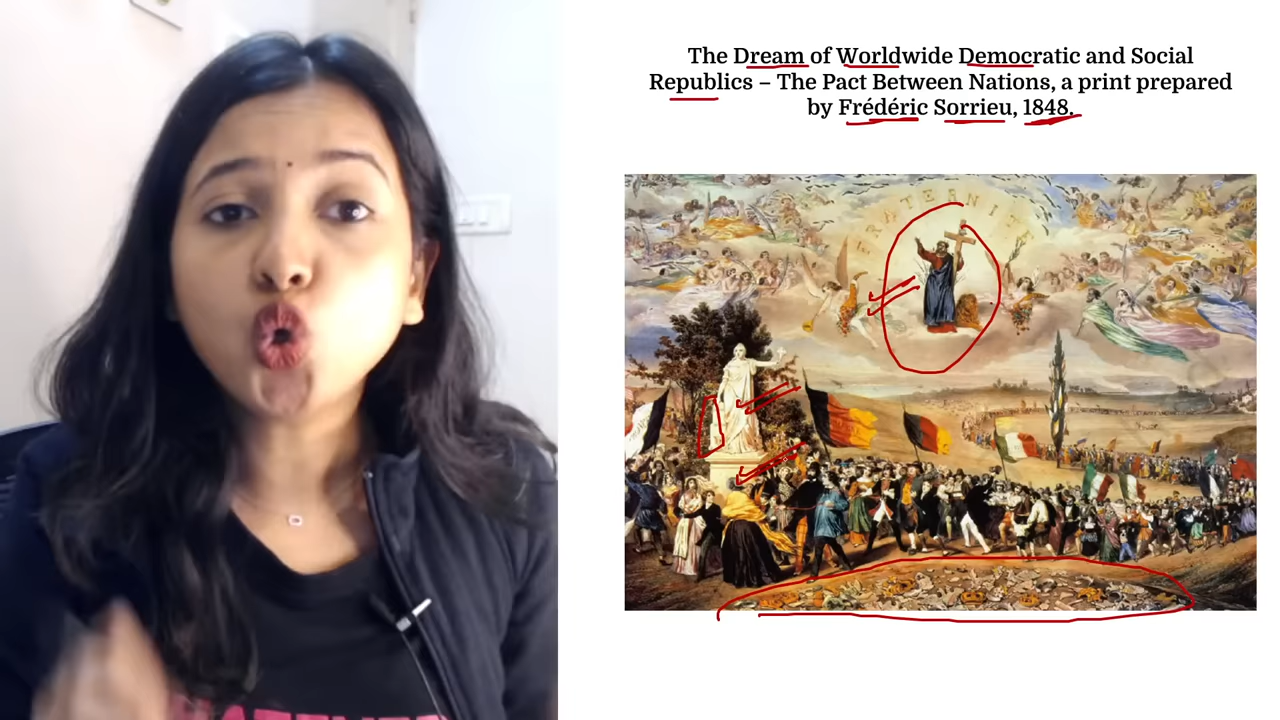 The Dream of Worldwide Democratic and Social
Republics – The Pact Between Nations, a print prepared
by Frédéric Sorrieu, 1848.
FRATERNITE